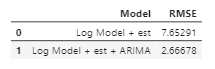 Model RMSE
0 Log Model + est 7.65291
1 Log Model + est + ARIMA 2.66678